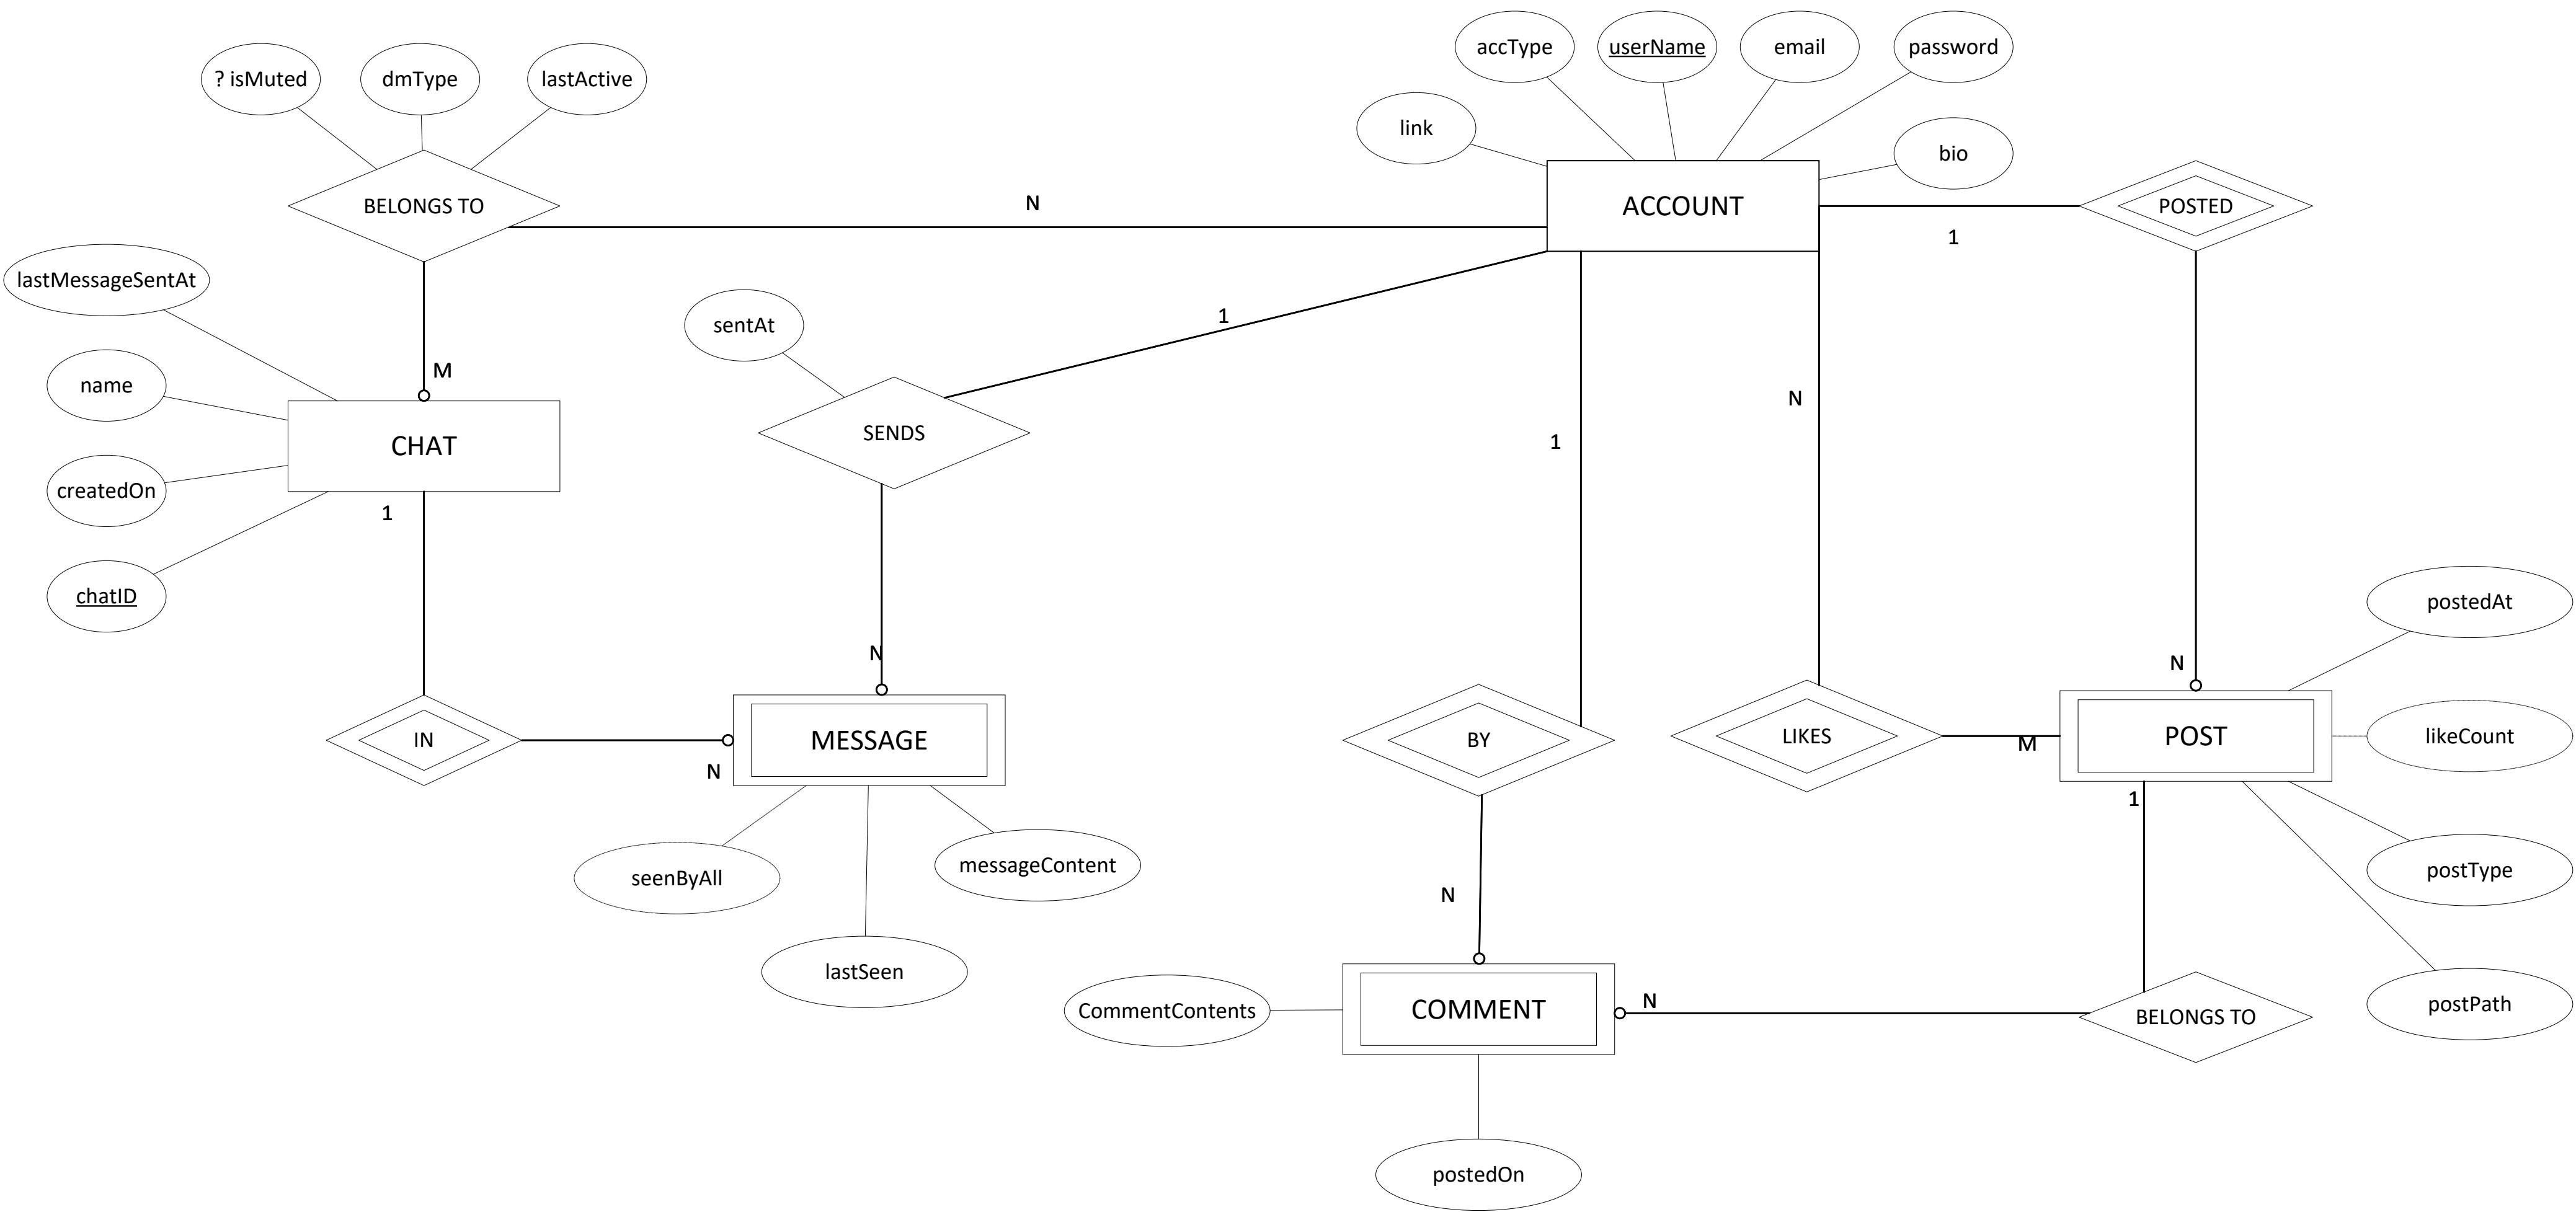 accType
userName
email
password
? isMuted
dmType
lastActive
link
bio
BELONGS TO
N
ACCOUNT
POSTED
1
lastMessageSentAt
1
sentAt
M
name
N
CHAT
SENDS
1
createdOn
1
chatID
postedAt
N
N
IN
MESSAGE
BY
LIKES
M
POST
likeCount
N
1
seenByAll
messageContent
N
postType
lastSeen
CommentContents
COMMENT
N
BELONGS TO
postPath
postedOn